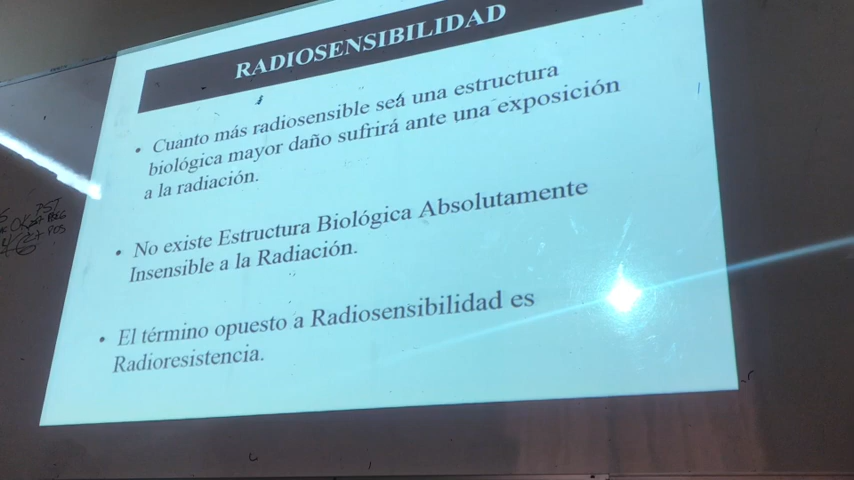 RADIOSENSIBILIDAD
• Cuanto más radiosensible sea una estructura
biológica mayor daño sufrirá ante una exposición
a la radiación.
• No existe Estructura Biológica Absolutamente
Insensible a la Radiación.
• El término opuesto a Radiosensibilidad es
Radioresistencia.